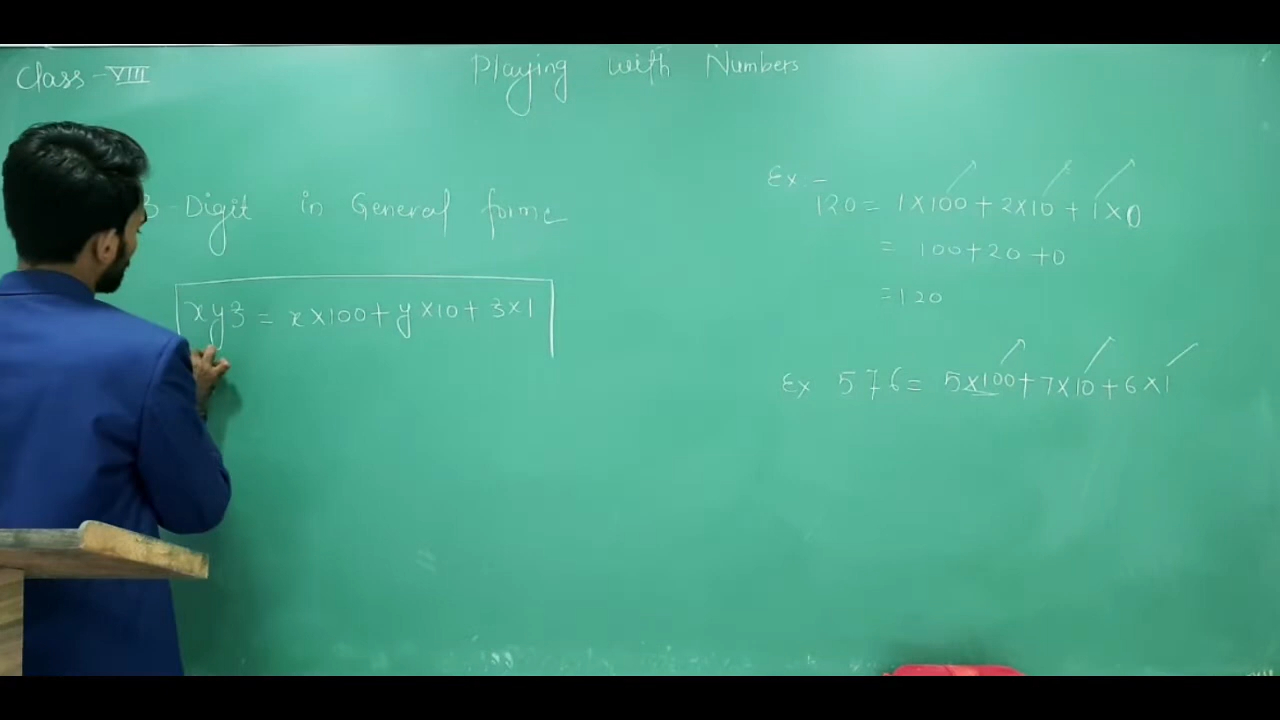 Class - VIII
Playing with Numbers
3-Digit in General forme
xyz = x×100+y×10+z×1
Ex.-
120= 1×100+2×10+1×0
= 100+20+0
=120
Ex 576= 5×100+7×10+6×1